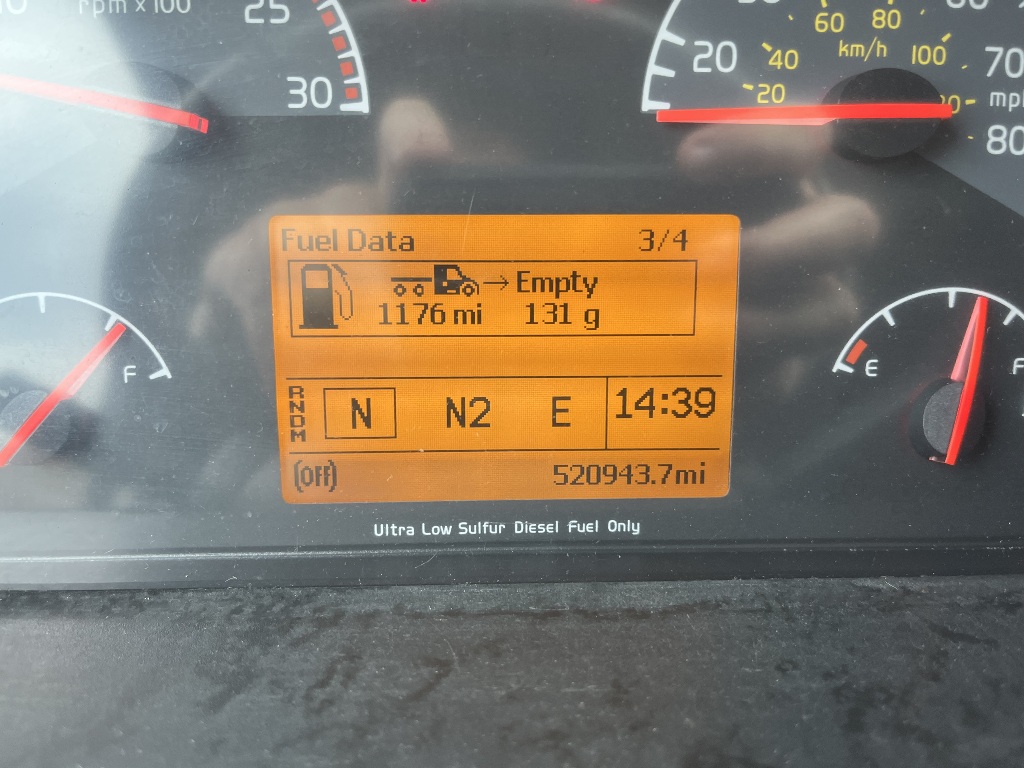 rpm x 100
25
30
20
20
40
60
80
100
km/h
70
mph
80
Fuel Data 3/4
→ Empty
1176 mi 131 g
RNDM N N2 E 14:39
(OFF) 520943.7mi
F
E F
Ultra Low Sulfur Diesel Fuel Only